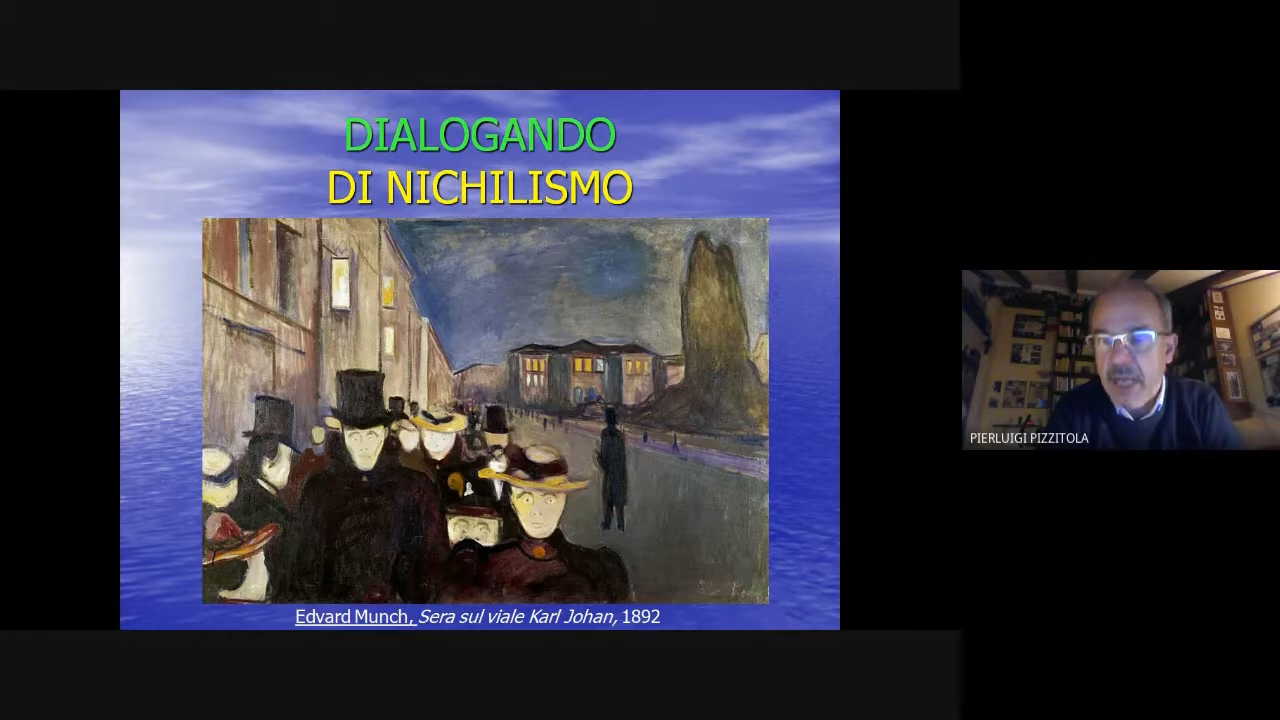 DIALOGANDO
DI NICHILISMO
Edvard Munch, Sera sul viale Karl Johan, 1892
PIERLUIGI PIZZITOLA